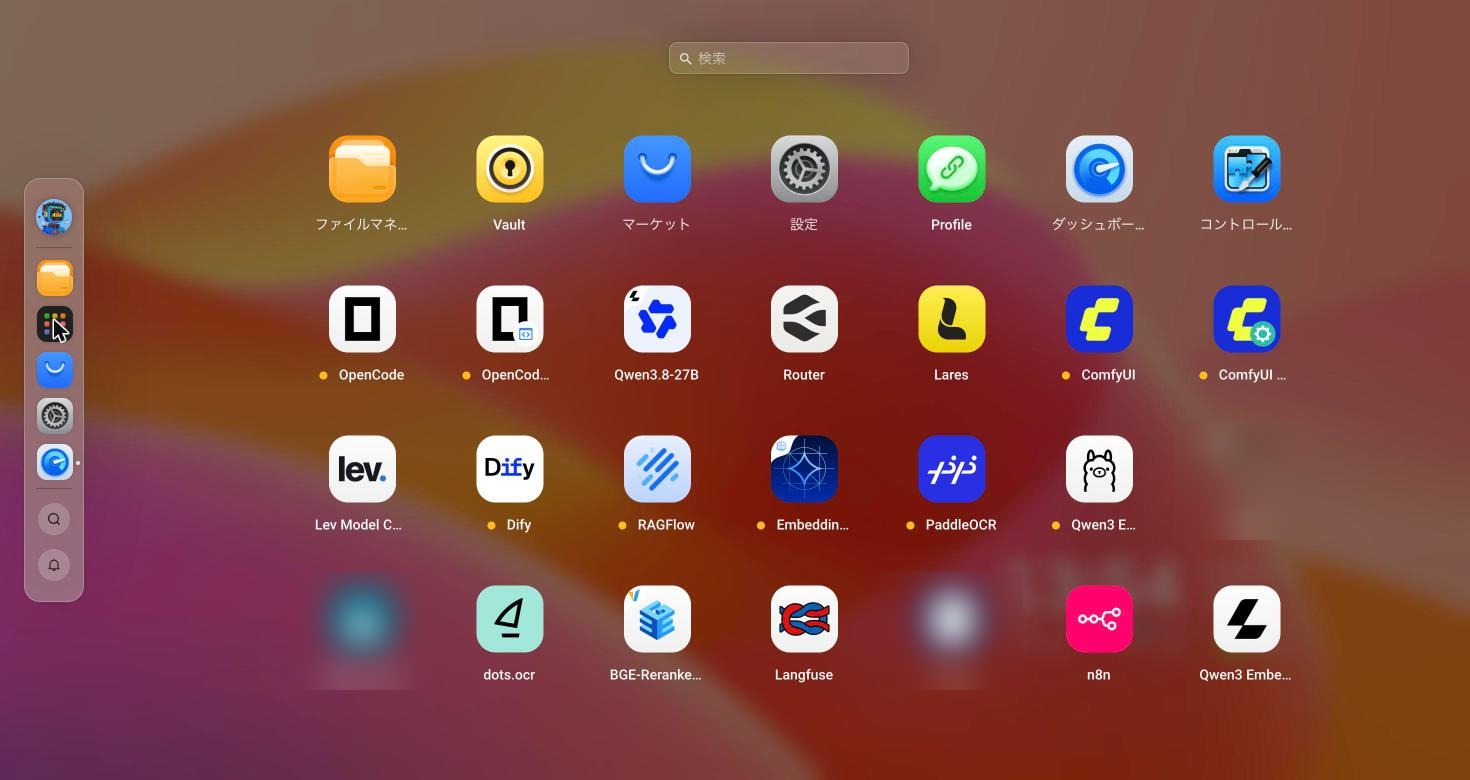 検索
ファイルマネ...
Vault
マーケット
設定
Profile
ダッシュボー...
コントロール...
OpenCode
OpenCod...
Qwen3.8-27B
Router
Lares
ComfyUI
ComfyUI ...
lev.
Dify
Lev Model C...
Dify
RAGFlow
Embeddin...
PaddleOCR
Qwen3 E...
dots.ocr
BGE-Reranke...
Langfuse
n8n
Qwen3 Embe...